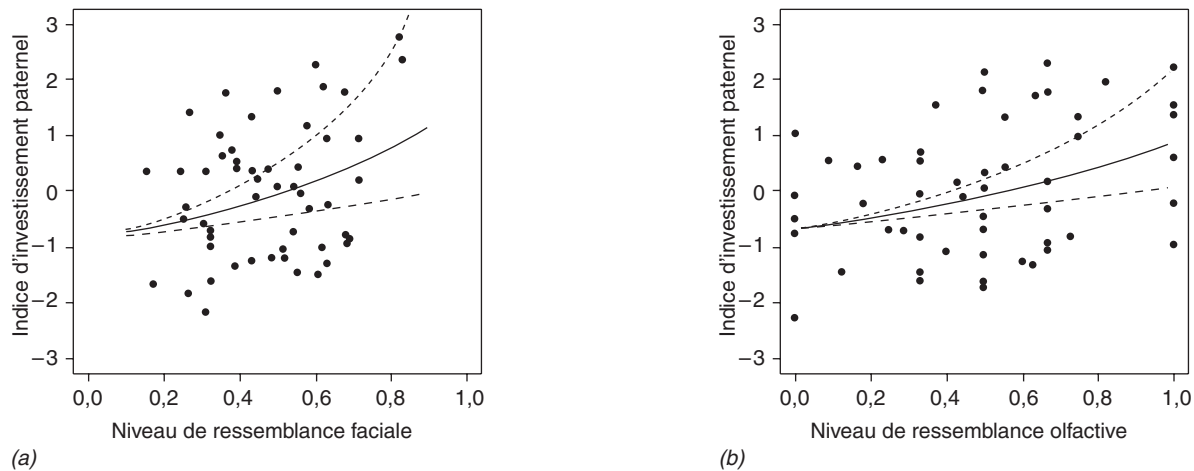 Indice d'investissement paternel
3
2
1
0
−1
−2
−3
0,0 0,2 0,4 0,6 0,8 1,0
Niveau de ressemblance faciale
(a)
Indice d'investissement paternel
3
2
1
0
−1
−2
−3
0,0 0,2 0,4 0,6 0,8 1,0
Niveau de ressemblance olfactive
(b)